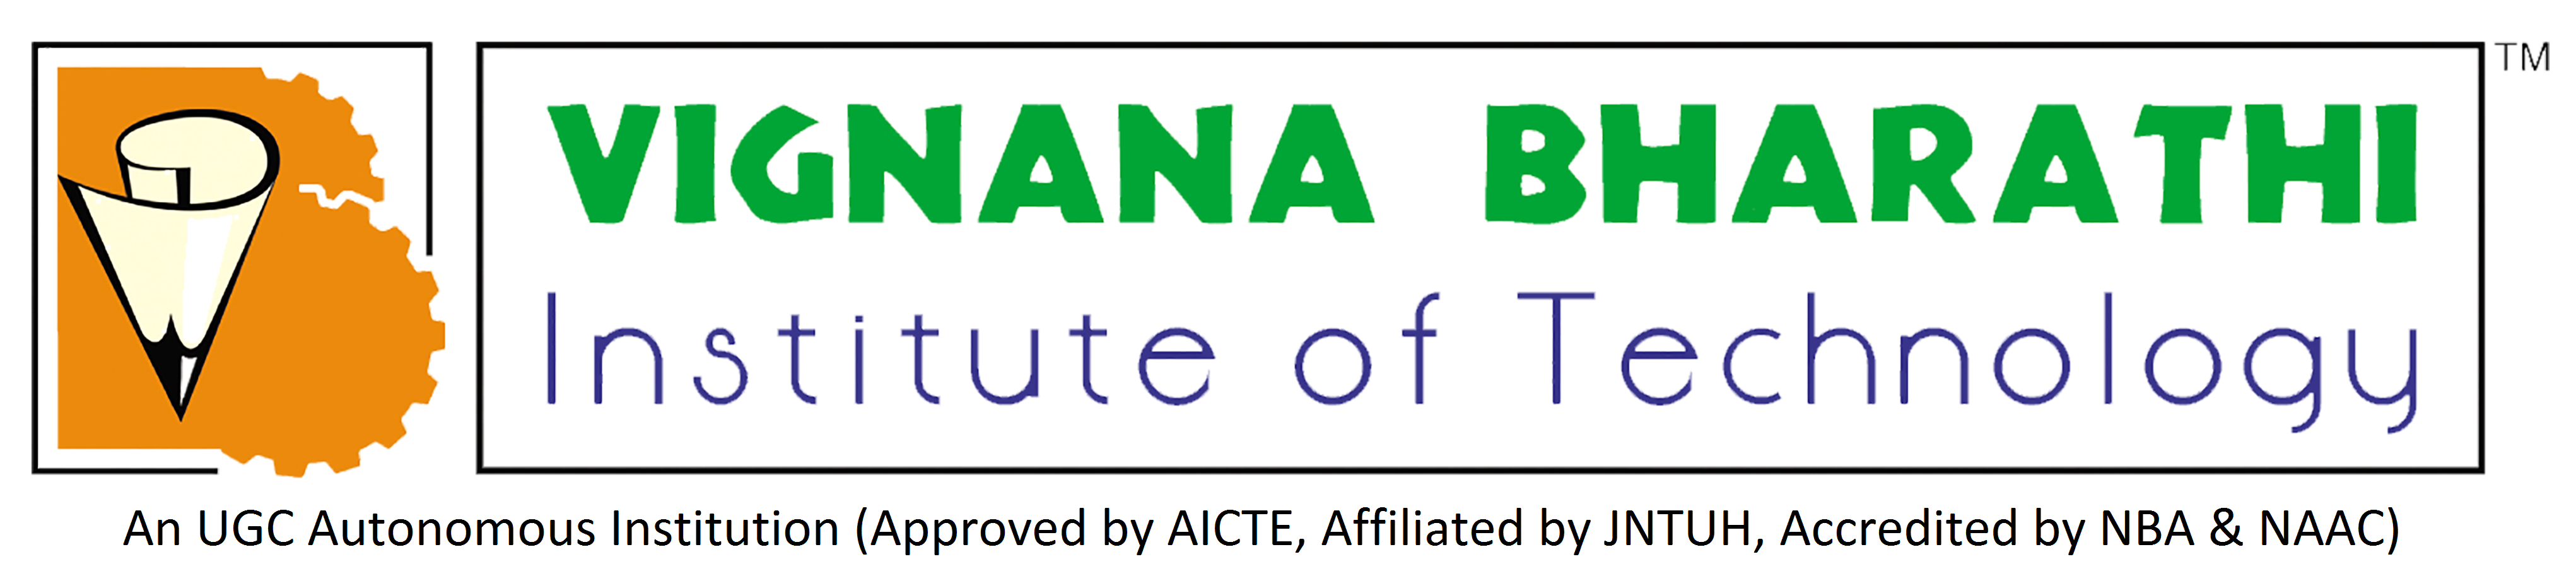 VIGNANA BHARATHI
TM
Institute of Technology
An UGC Autonomous Institution (Approved by AICTE, Affiliated by JNTUH, Accredited by NBA & NAAC)